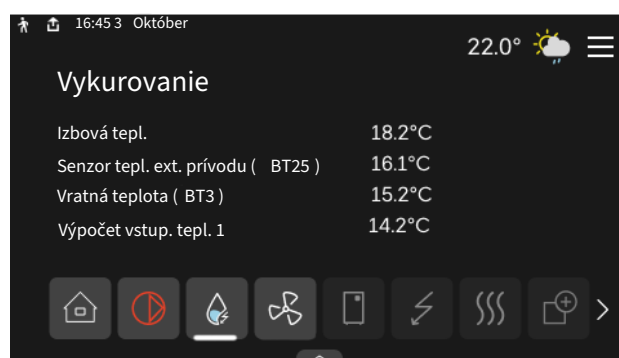 16:45 3 Október
22.0°
Vykurovanie
Izbová tepl. 18.2°C
Senzor tepl. ext. prívodu ( BT25 ) 16.1°C
Vratná teplota ( BT3 ) 15.2°C
Výpočet vstup. tepl. 1 14.2°C